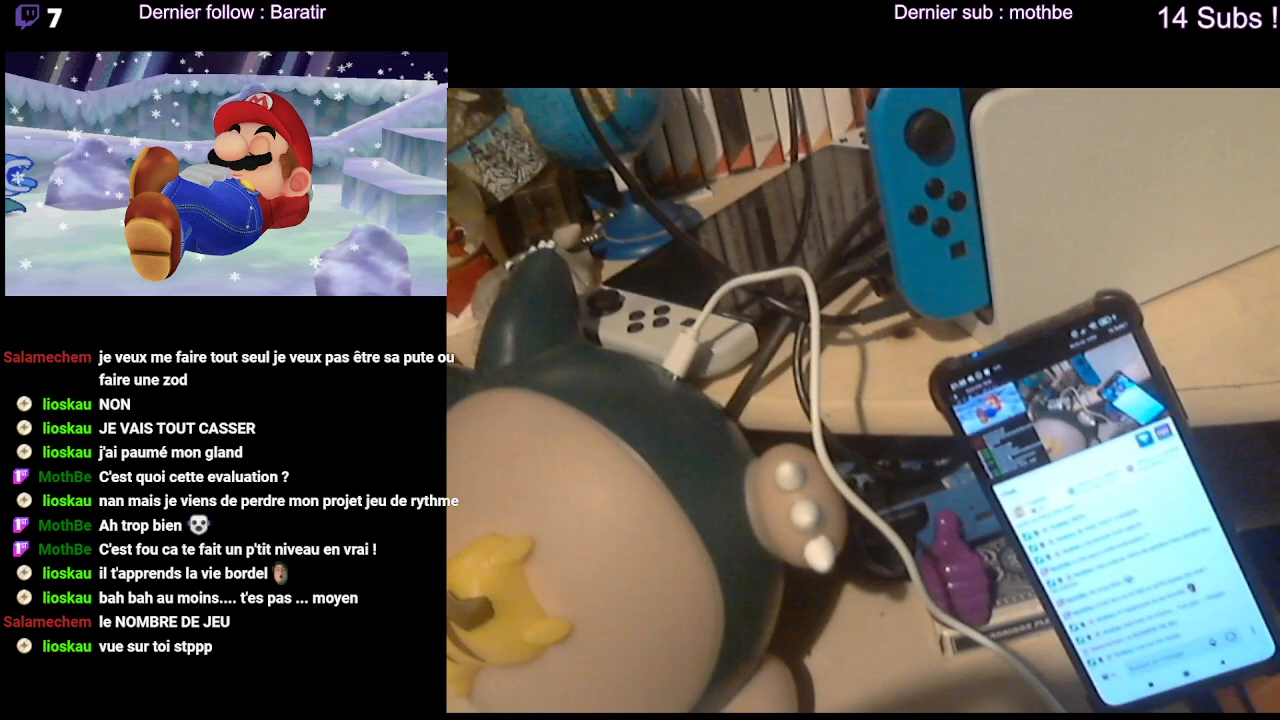 7
Dernier follow : Baratir
Dernier sub : mothbe
14 Subs !
Salamechem je veux me faire tout seul je veux pas être sa pute ou
faire une zod
lioskau NON
lioskau JE VAIS TOUT CASSER
lioskau j'ai paumé mon gland
MothBe C'est quoi cette evaluation ?
lioskau nan mais je viens de perdre mon projet jeu de rythme
MothBe Ah trop bien
MothBe C'est fou ca te fait un p'tit niveau en vrai !
lioskau il t'apprends la vie bordel
lioskau bah bah au moins.... t'es pas ... moyen
Salamechem le NOMBRE DE JEU
lioskau vue sur toi stppp